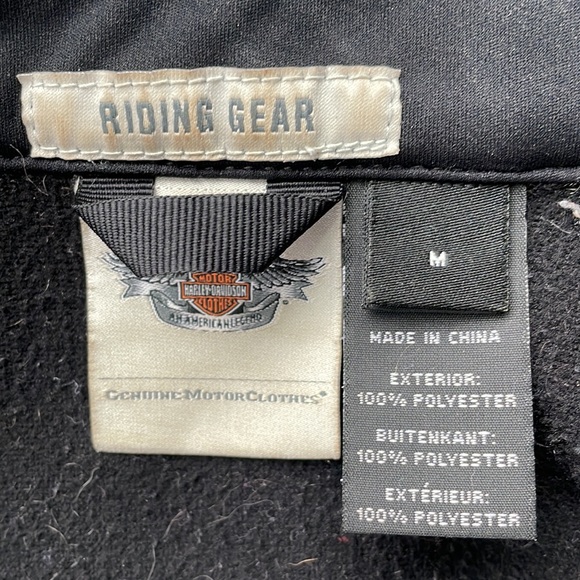 RIDING GEAR
MOTOR
HARLEY-DAVIDSON
CLOTHES
AN AMERICAN LEGEND
GENUINE MOTORCLOTHES®
M
MADE IN CHINA
EXTERIOR:
100% POLYESTER
BUITENKANT:
100% POLYESTER
EXTÉRIEUR:
100% POLYESTER